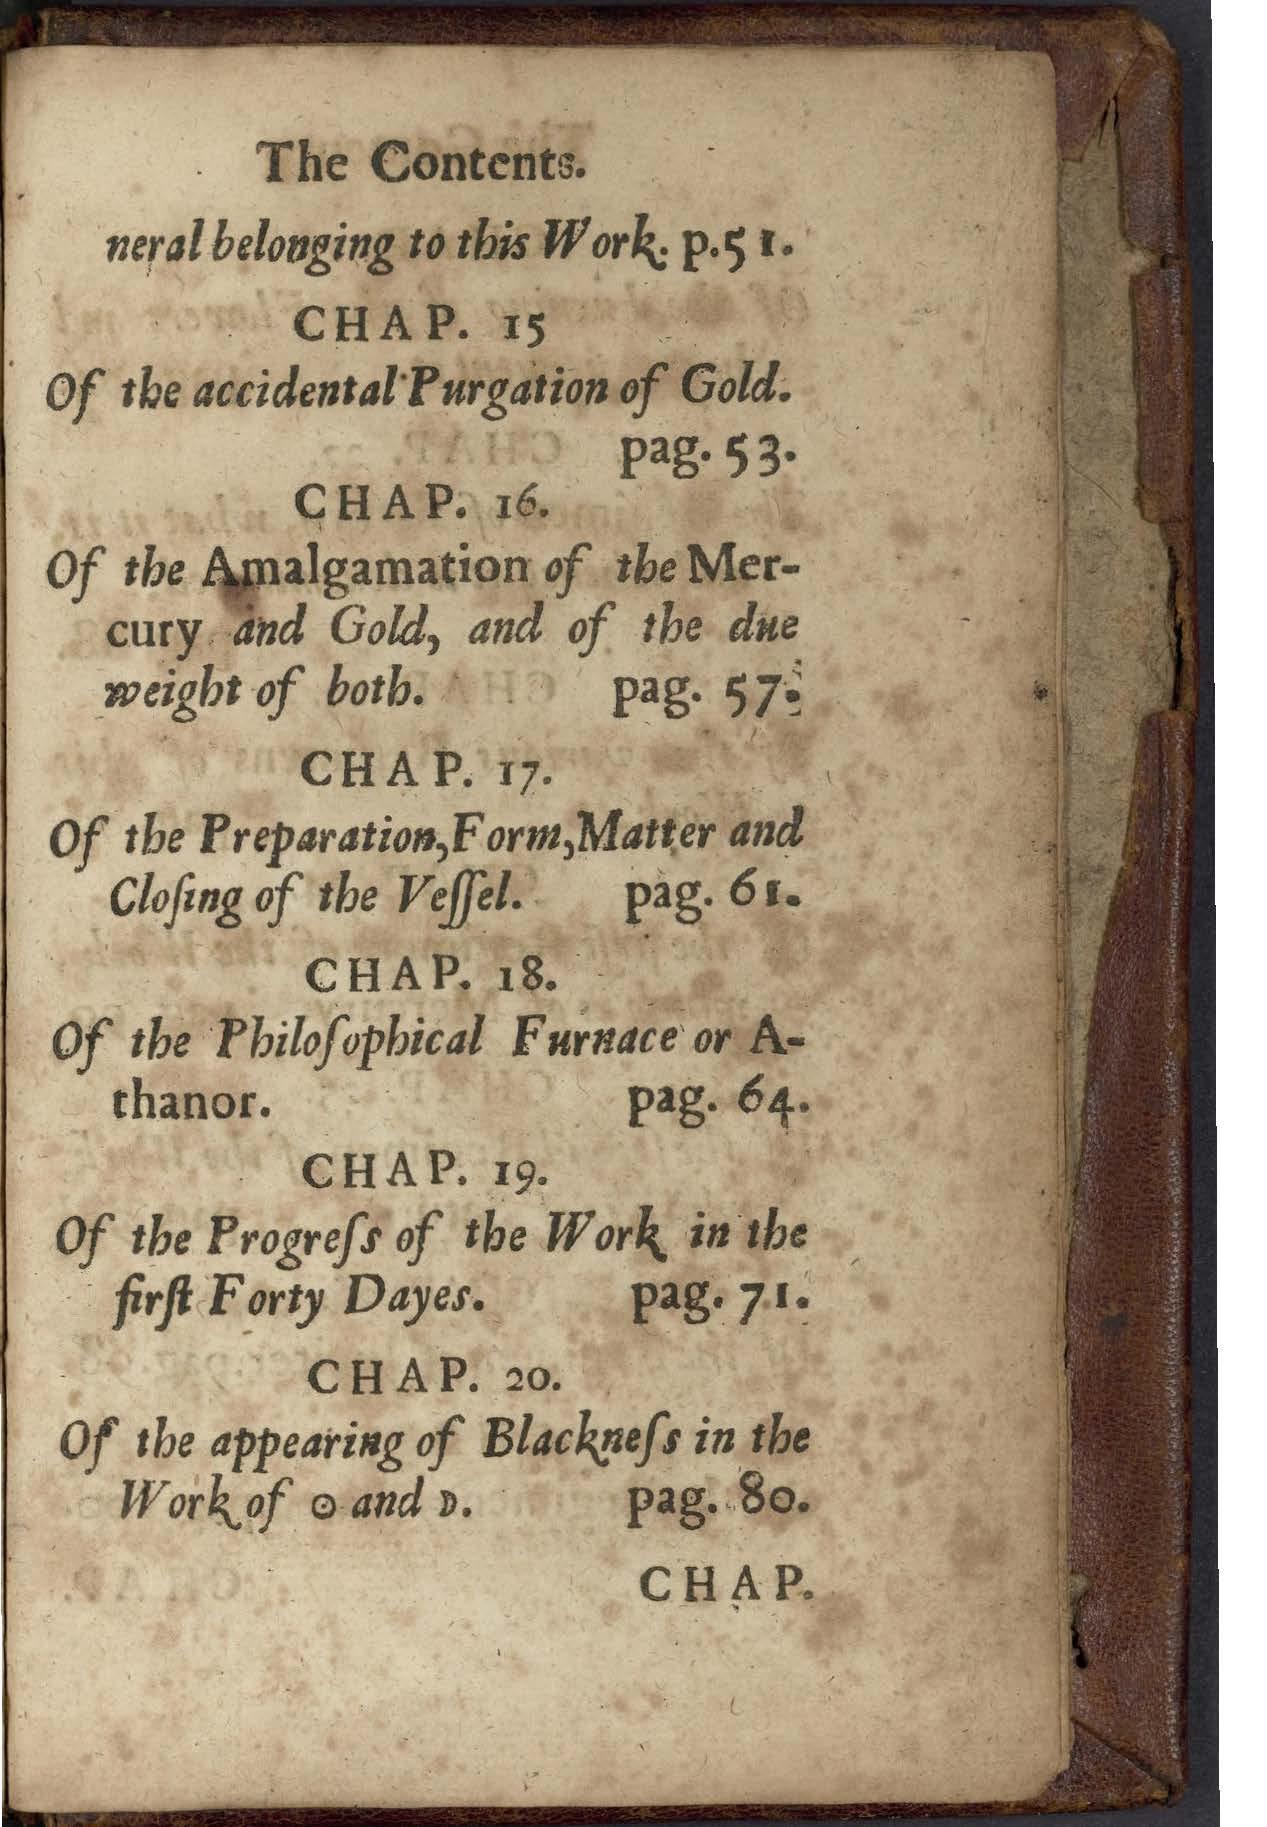 The Contents.
neral belonging to this Work. p.51.
CHAP. 15
Of the accidental Purgation of Gold.
pag. 53.
CHAP. 16.
Of the Amalgamation of the Mer-
cury and Gold, and of the due
weight of both. pag. 57.
CHAP. 17.
Of the Preparation, Form, Matter and
Cloſing of the Veſſel. pag. 61.
CHAP. 18.
Of the Philoſophical Furnace or A-
thanor. pag. 64.
CHAP. 19.
Of the Progreſs of the Work in the
firſt Forty Dayes. pag. 71.
CHAP. 20.
Of the appearing of Blackneſs in the
Work of ☉ and ☽. pag. 80.
CHAP.